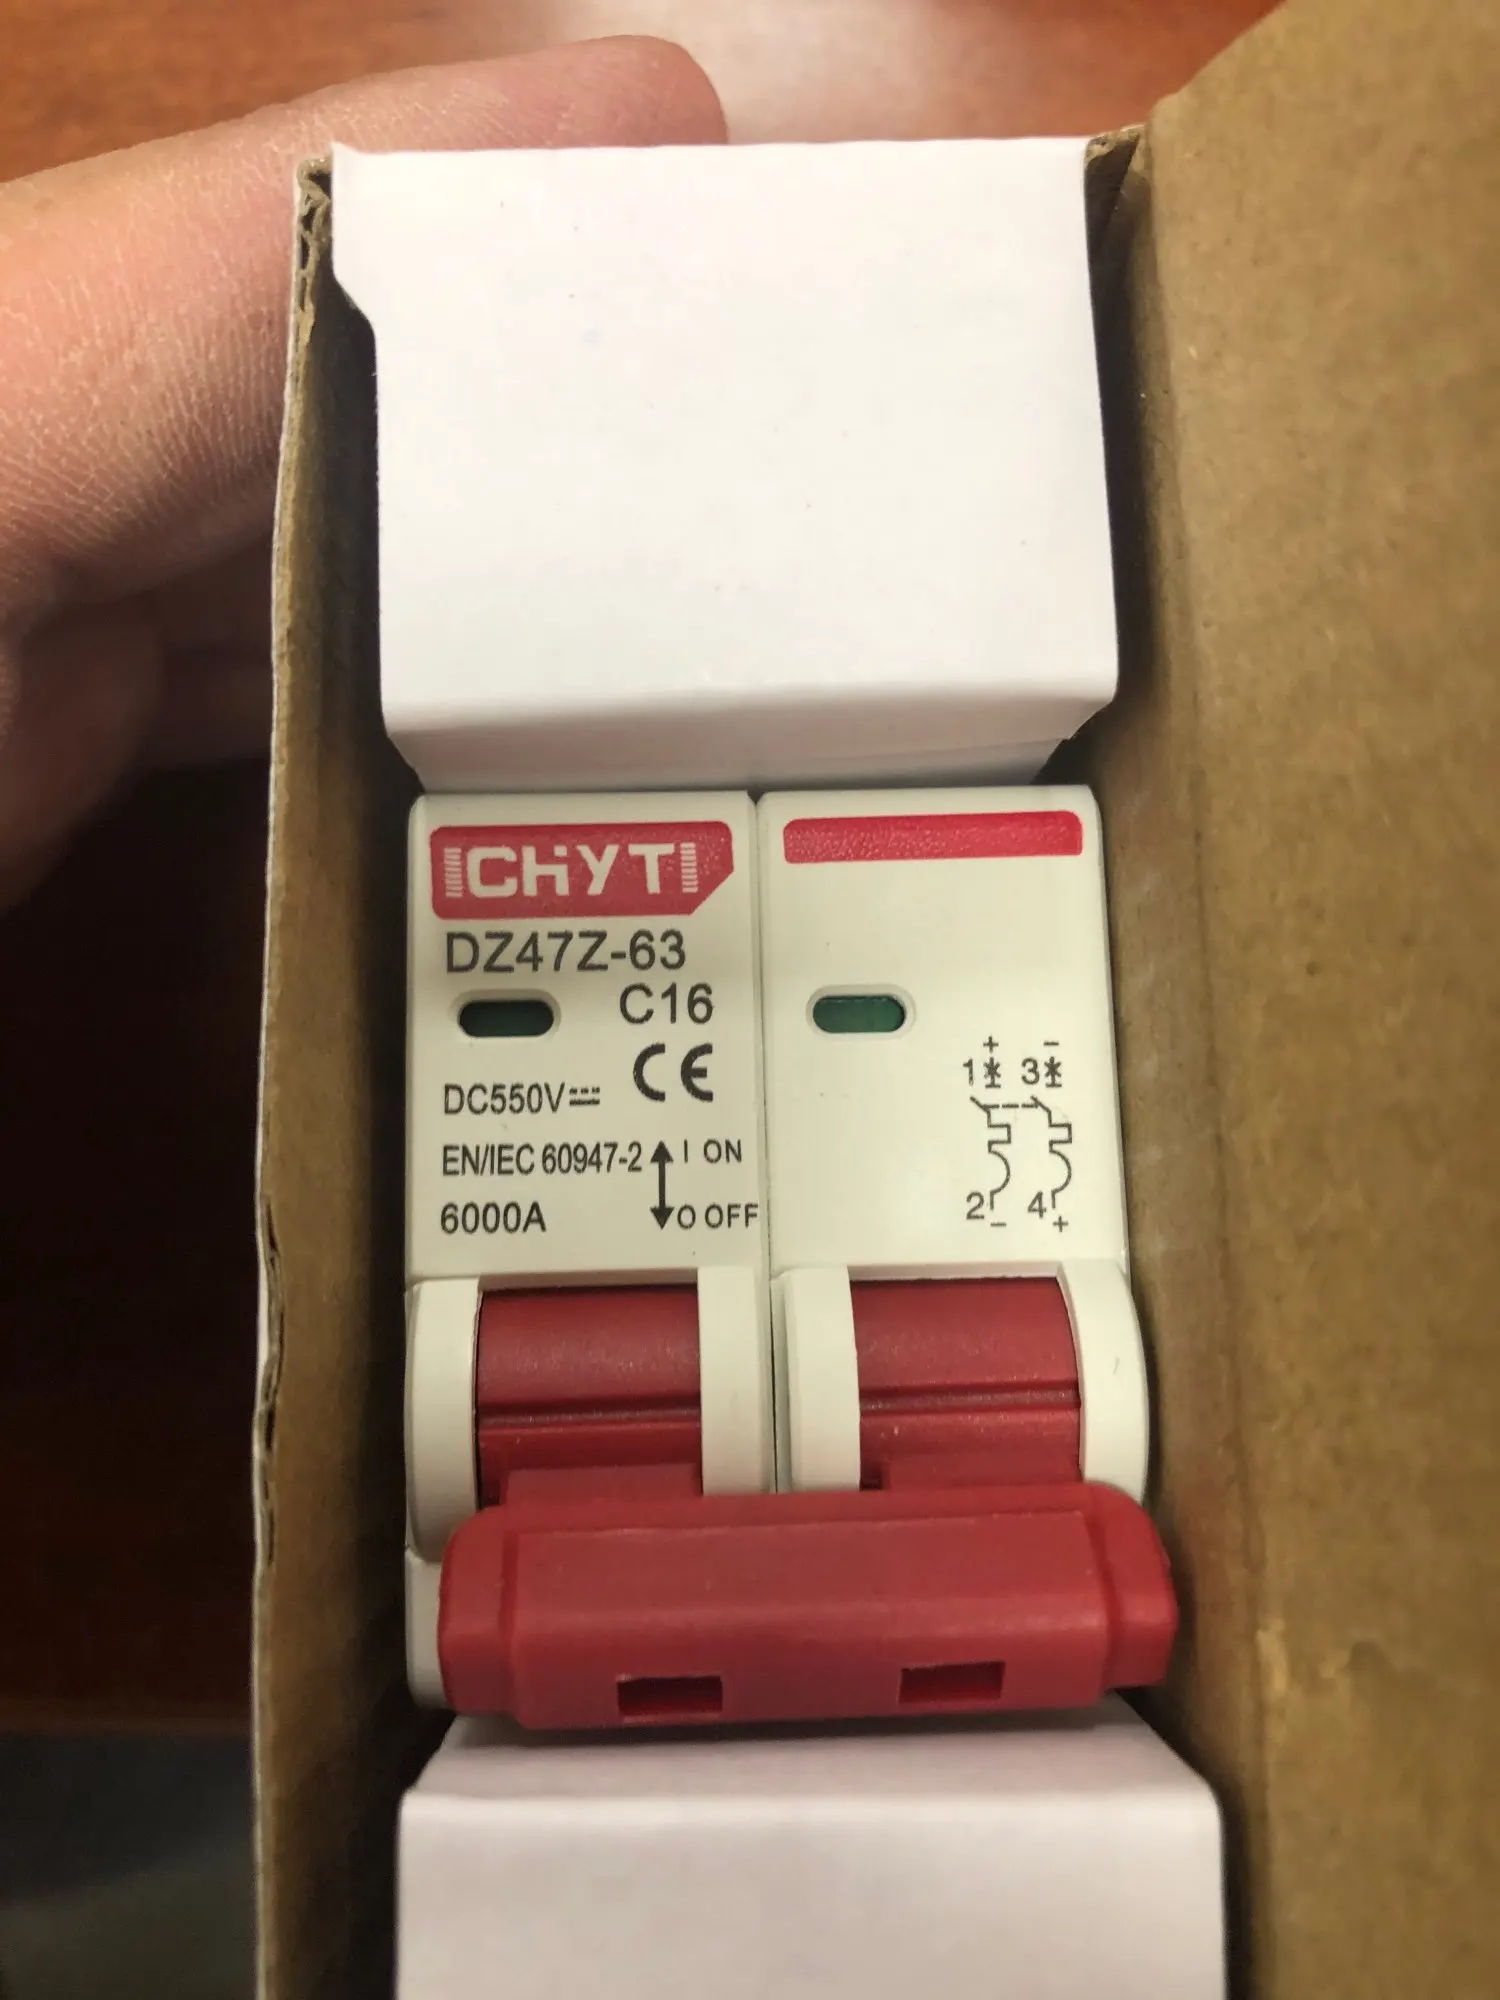 CHYT
DZ47Z-63
C16
CE
DC550V
EN/IEC 60947-2
I ON
6000A
O OFF
+ -
1 3
2 4
- +